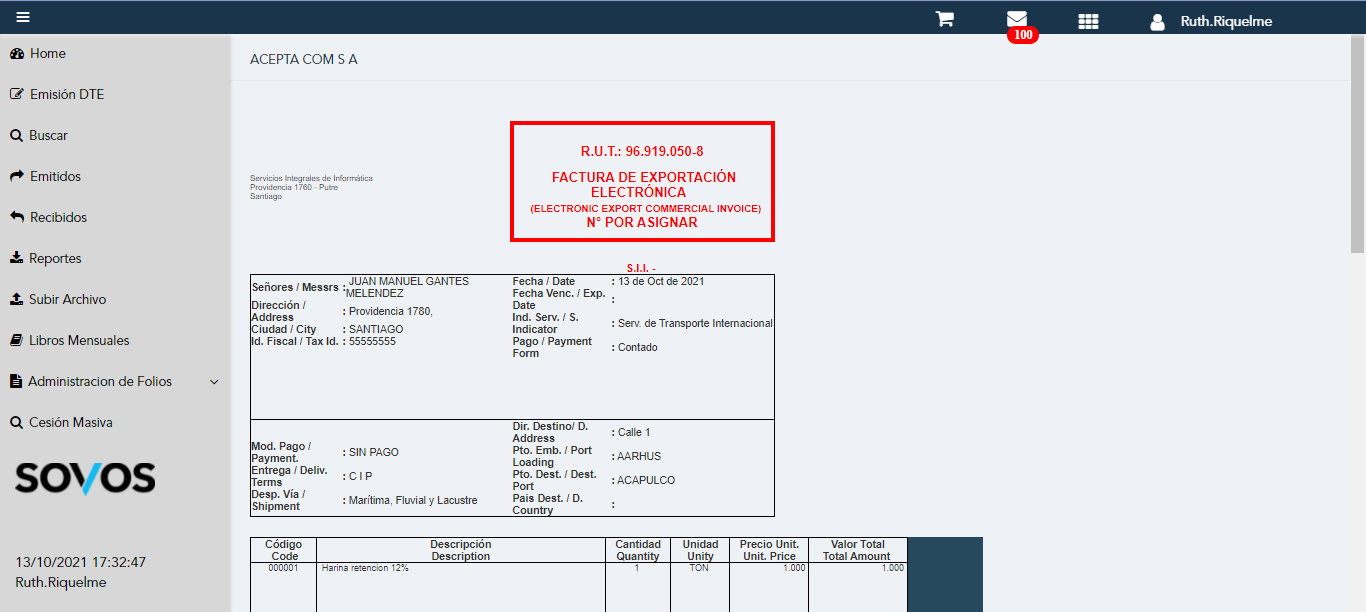 Ruth.Riquelme
100
Home
Emisión DTE
Buscar
Emitidos
Recibidos
Reportes
Subir Archivo
Libros Mensuales
Administracion de Folios
Cesión Masiva
SOVOS
13/10/2021 17:32:47
Ruth.Riquelme
ACEPTA COM S A
Servicios Integrales de Informática
Providencia 1760 - Putre
Santiago
R.U.T.: 96.919.050-8
FACTURA DE EXPORTACIÓN
ELECTRÓNICA
(ELECTRONIC EXPORT COMMERCIAL INVOICE)
N° POR ASIGNAR
S.I.I. -
Señores / Messrs : JUAN MANUEL GANTES
MELENDEZ
Dirección /
Address : Providencia 1780,
Ciudad / City : SANTIAGO
Id. Fiscal / Tax Id. : 55555555
Fecha / Date : 13 de Oct de 2021
Fecha Venc. / Exp.
Date :
Ind. Serv. / S.
Indicator : Serv. de Transporte Internacional
Pago / Payment
Form : Contado
Mod. Pago /
Payment. : SIN PAGO
Entrega / Deliv.
Terms : C I P
Desp. Vía /
Shipment : Marítima, Fluvial y Lacustre
Dir. Destino/ D.
Address : Calle 1
Pto. Emb. / Port
Loading : AARHUS
Pto. Dest. / Dest.
Port : ACAPULCO
Pais Dest. / D.
Country :
Código Descripción Cantidad Unidad Precio Unit. Valor Total
Code Description Quantity Unity Unit. Price Total Amount
000001 Harina retencion 12% 1 TON 1.000 1.000